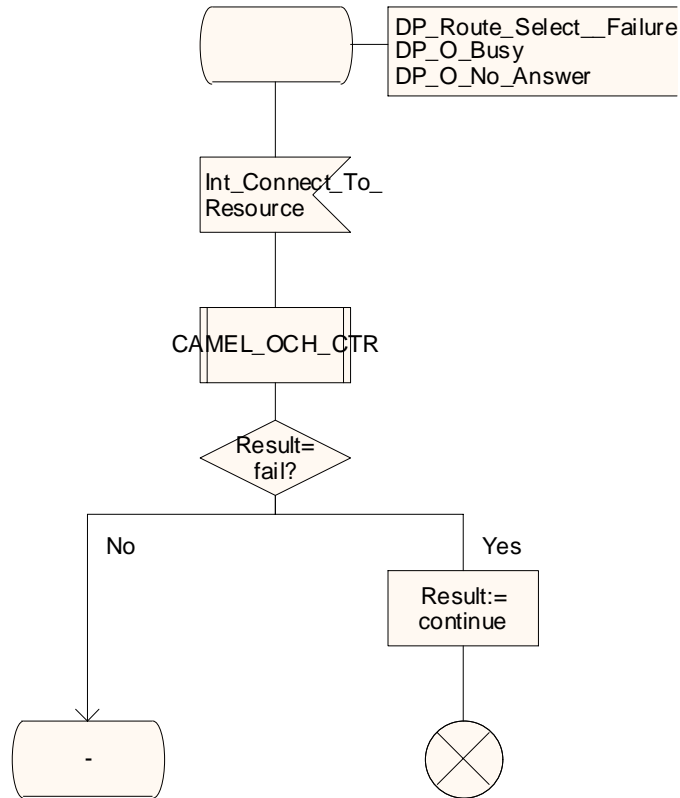 DP_Route_Select__Failure
DP_O_Busy
DP_O_No_Answer
Int_Connect_To_
Resource
CAMEL_OCH_CTR
Result=
fail?
No
Yes
Result:=
continue
-